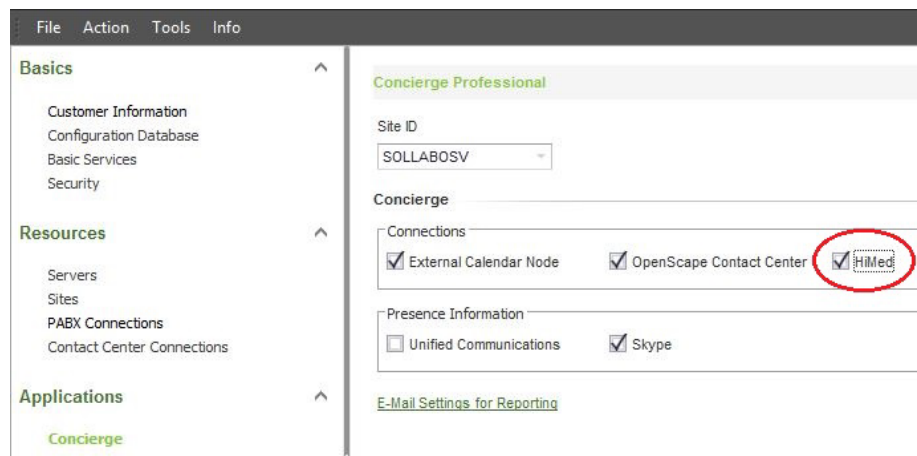 File Action Tools Info
Basics
Customer Information
Configuration Database
Basic Services
Security
Resources
Servers
Sites
PABX Connections
Contact Center Connections
Applications
Concierge
Concierge Professional
Site ID
SOLLABOSV
Concierge
Connections
External Calendar Node OpenScape Contact Center HiMed
Presence Information
Unified Communications Skype
E-Mail Settings for Reporting